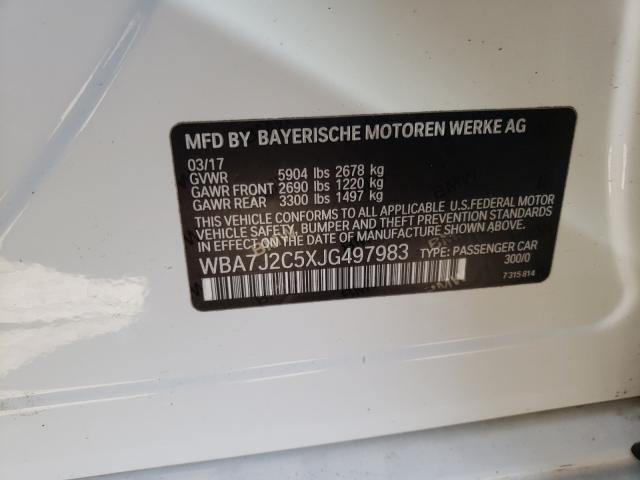 MFD BY BAYERISCHE MOTOREN WERKE AG
03/17
GVWR 5904 lbs 2678 kg
GAWR FRONT 2690 lbs 1220 kg
GAWR REAR 3300 lbs 1497 kg
THIS VEHICLE CONFORMS TO ALL APPLICABLE U.S.FEDERAL MOTOR
VEHICLE SAFETY, BUMPER AND THEFT PREVENTION STANDARDS
IN EFFECT ON THE DATE OF MANUFACTURE SHOWN ABOVE.
WBA7J2C5XJG497983 TYPE: PASSENGER CAR
300/0
7 315 814